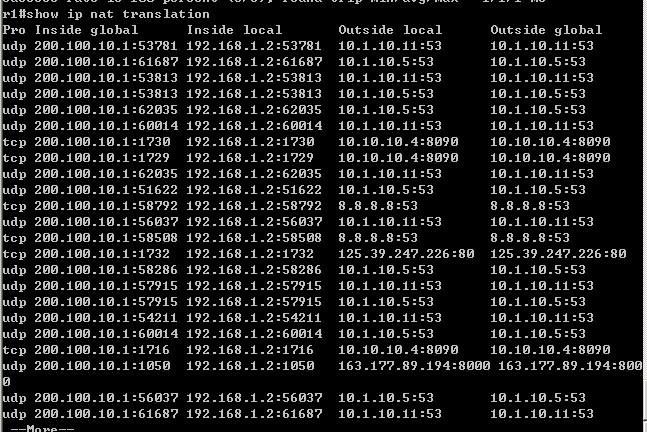 r1#show ip nat translation
Pro Inside global Inside local Outside local Outside global
udp 200.100.10.1:53781 192.168.1.2:53781 10.1.10.11:53 10.1.10.11:53
udp 200.100.10.1:61687 192.168.1.2:61687 10.1.10.5:53 10.1.10.5:53
udp 200.100.10.1:53813 192.168.1.2:53813 10.1.10.11:53 10.1.10.11:53
udp 200.100.10.1:53813 192.168.1.2:53813 10.1.10.5:53 10.1.10.5:53
udp 200.100.10.1:62035 192.168.1.2:62035 10.1.10.5:53 10.1.10.5:53
udp 200.100.10.1:60014 192.168.1.2:60014 10.1.10.11:53 10.1.10.11:53
tcp 200.100.10.1:1730 192.168.1.2:1730 10.10.10.4:8090 10.10.10.4:8090
tcp 200.100.10.1:1729 192.168.1.2:1729 10.10.10.4:8090 10.10.10.4:8090
udp 200.100.10.1:62035 192.168.1.2:62035 10.1.10.11:53 10.1.10.11:53
udp 200.100.10.1:51622 192.168.1.2:51622 10.1.10.5:53 10.1.10.5:53
tcp 200.100.10.1:58792 192.168.1.2:58792 8.8.8.8:53 8.8.8.8:53
udp 200.100.10.1:56037 192.168.1.2:56037 10.1.10.11:53 10.1.10.11:53
tcp 200.100.10.1:58508 192.168.1.2:58508 8.8.8.8:53 8.8.8.8:53
tcp 200.100.10.1:1732 192.168.1.2:1732 125.39.247.226:80 125.39.247.226:80
udp 200.100.10.1:58286 192.168.1.2:58286 10.1.10.5:53 10.1.10.5:53
udp 200.100.10.1:57915 192.168.1.2:57915 10.1.10.11:53 10.1.10.11:53
udp 200.100.10.1:57915 192.168.1.2:57915 10.1.10.5:53 10.1.10.5:53
udp 200.100.10.1:54211 192.168.1.2:54211 10.1.10.11:53 10.1.10.11:53
udp 200.100.10.1:60014 192.168.1.2:60014 10.1.10.5:53 10.1.10.5:53
tcp 200.100.10.1:1716 192.168.1.2:1716 10.10.10.4:8090 10.10.10.4:8090
udp 200.100.10.1:1050 192.168.1.2:1050 163.177.89.194:8000 163.177.89.194:800
0
udp 200.100.10.1:56037 192.168.1.2:56037 10.1.10.5:53 10.1.10.5:53
udp 200.100.10.1:61687 192.168.1.2:61687 10.1.10.11:53 10.1.10.11:53
--More--